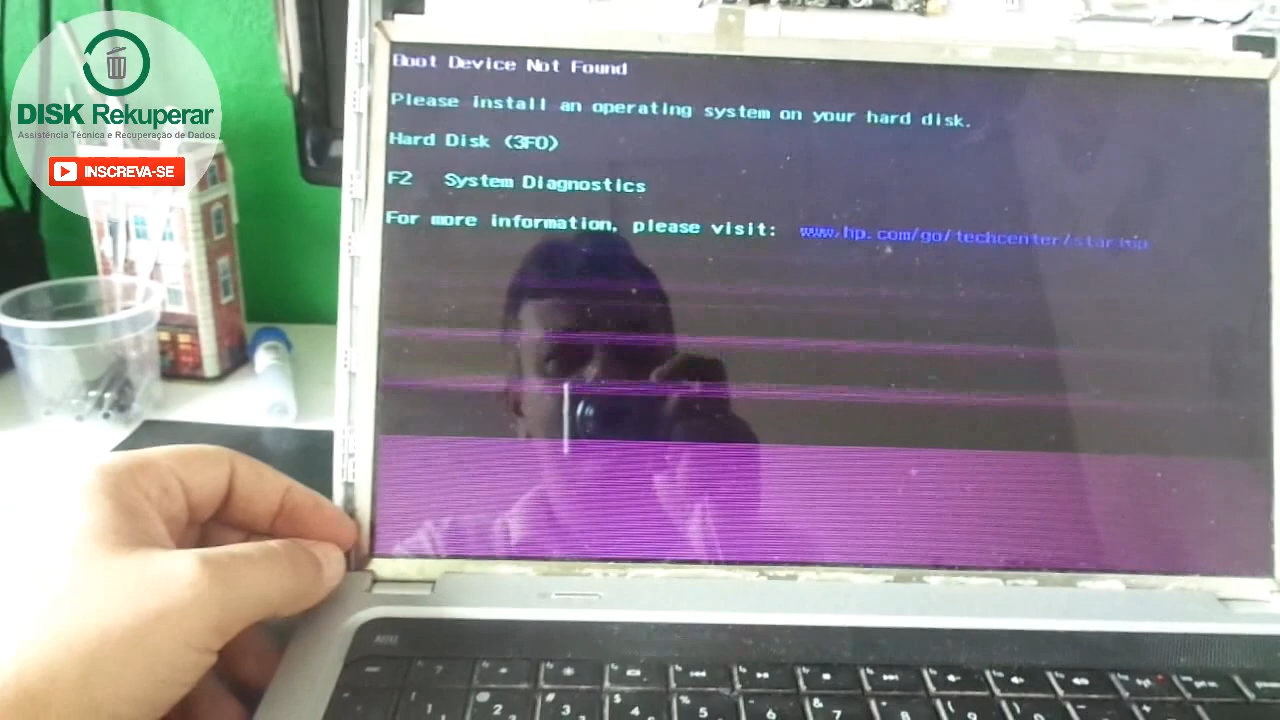 DISK Rekuperar
Assistência Técnica e Recuperação de Dados
INSCREVA-SE
Boot Device Not Found
Please install an operating system on your hard disk.
Hard Disk (3F0)
F2 System Diagnostics
For more information, please visit: www.hp.com/go/techcenter/startup